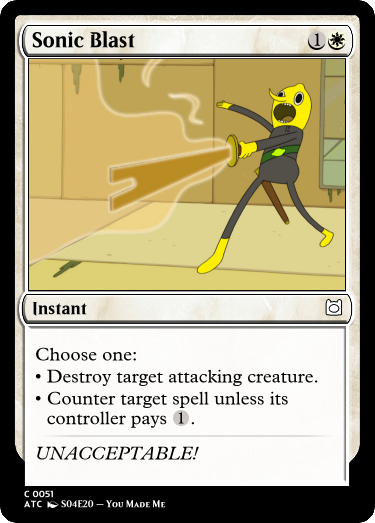 Sonic Blast 1
Instant
Choose one:
• Destroy target attacking creature.
• Counter target spell unless its
controller pays 1.
UNACCEPTABLE!
C 0051
ATC S04E20 — You Made Me